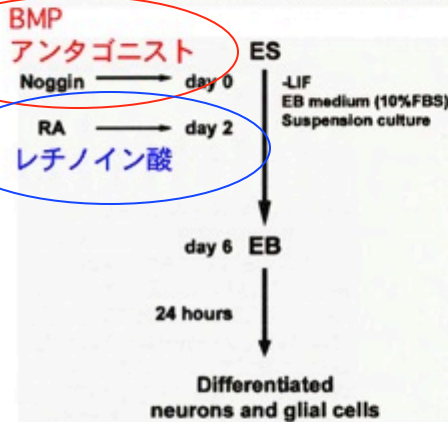 BMP
アンタゴニスト
ES
Noggin
day 0
-LIF
EB medium (10%FBS)
Suspension culture
RA
day 2
レチノイン酸
day 6
EB
24 hours
Differentiated
neurons and glial cells